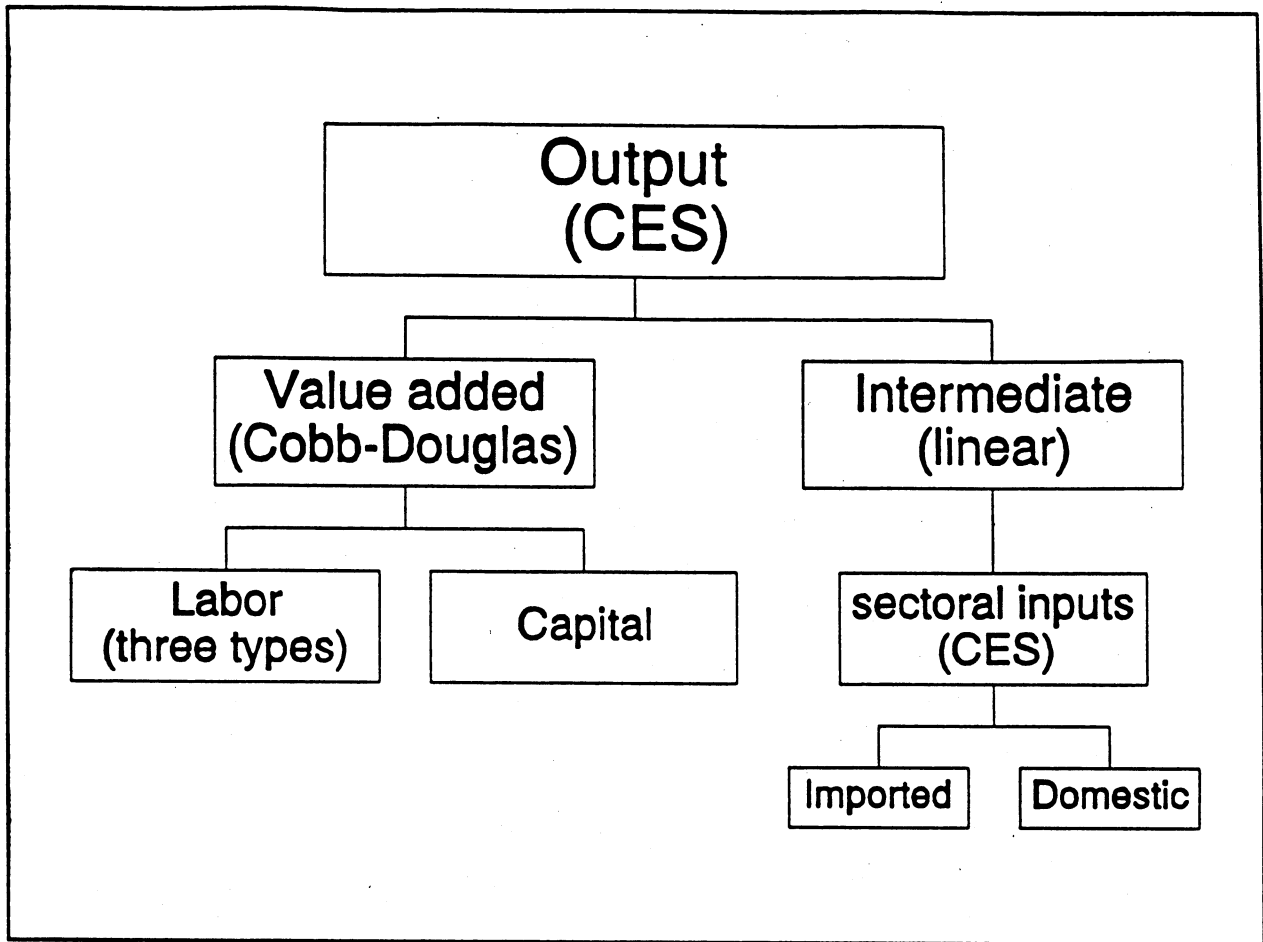 Output
(CES)
Value added
(Cobb-Douglas)
Intermediate
(linear)
Labor
(three types)
Capital
sectoral inputs
(CES)
Imported
Domestic